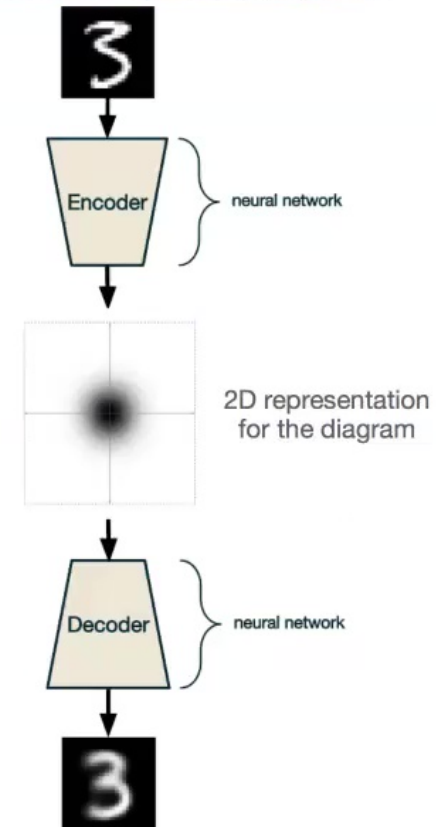 3
Encoder
neural network
2D representation
for the diagram
Decoder
neural network
3